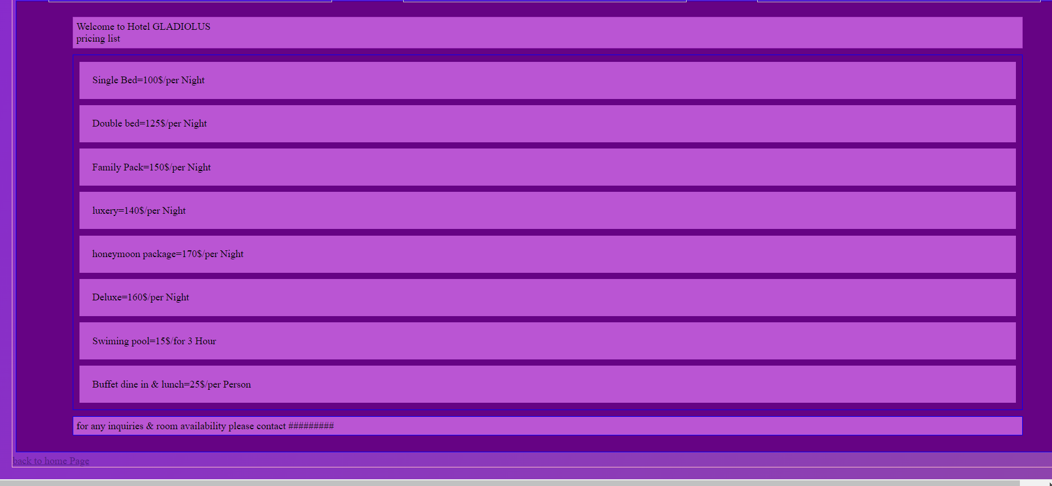 Welcome to Hotel GLADIOLUS
pricing list
Single Bed=100$/per Night
Double bed=125$/per Night
Family Pack=150$/per Night
luxery=140$/per Night
honeymoon package=170$/per Night
Deluxe=160$/per Night
Swiming pool=15$/for 3 Hour
Buffet dine in & lunch=25$/per Person
for any inquiries & room availability please contact #########
back to home Page